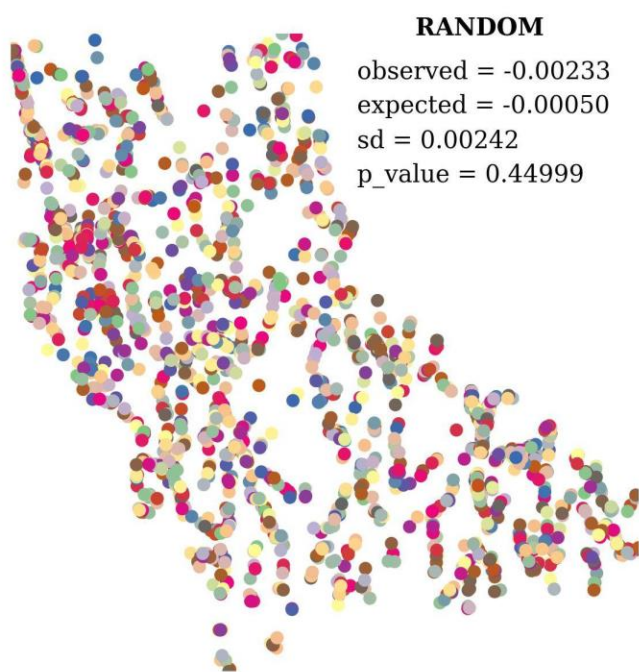 RANDOM
observed = -0.00233
expected = -0.00050
sd = 0.00242
p_value = 0.44999